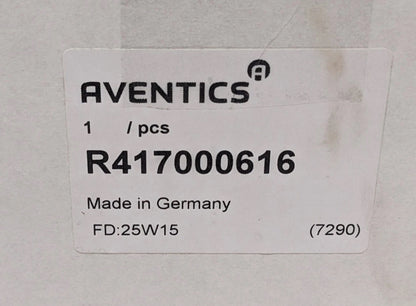 AVENTICS
1 / pcs
R417000616
Made in Germany
FD:25W15 (7290)